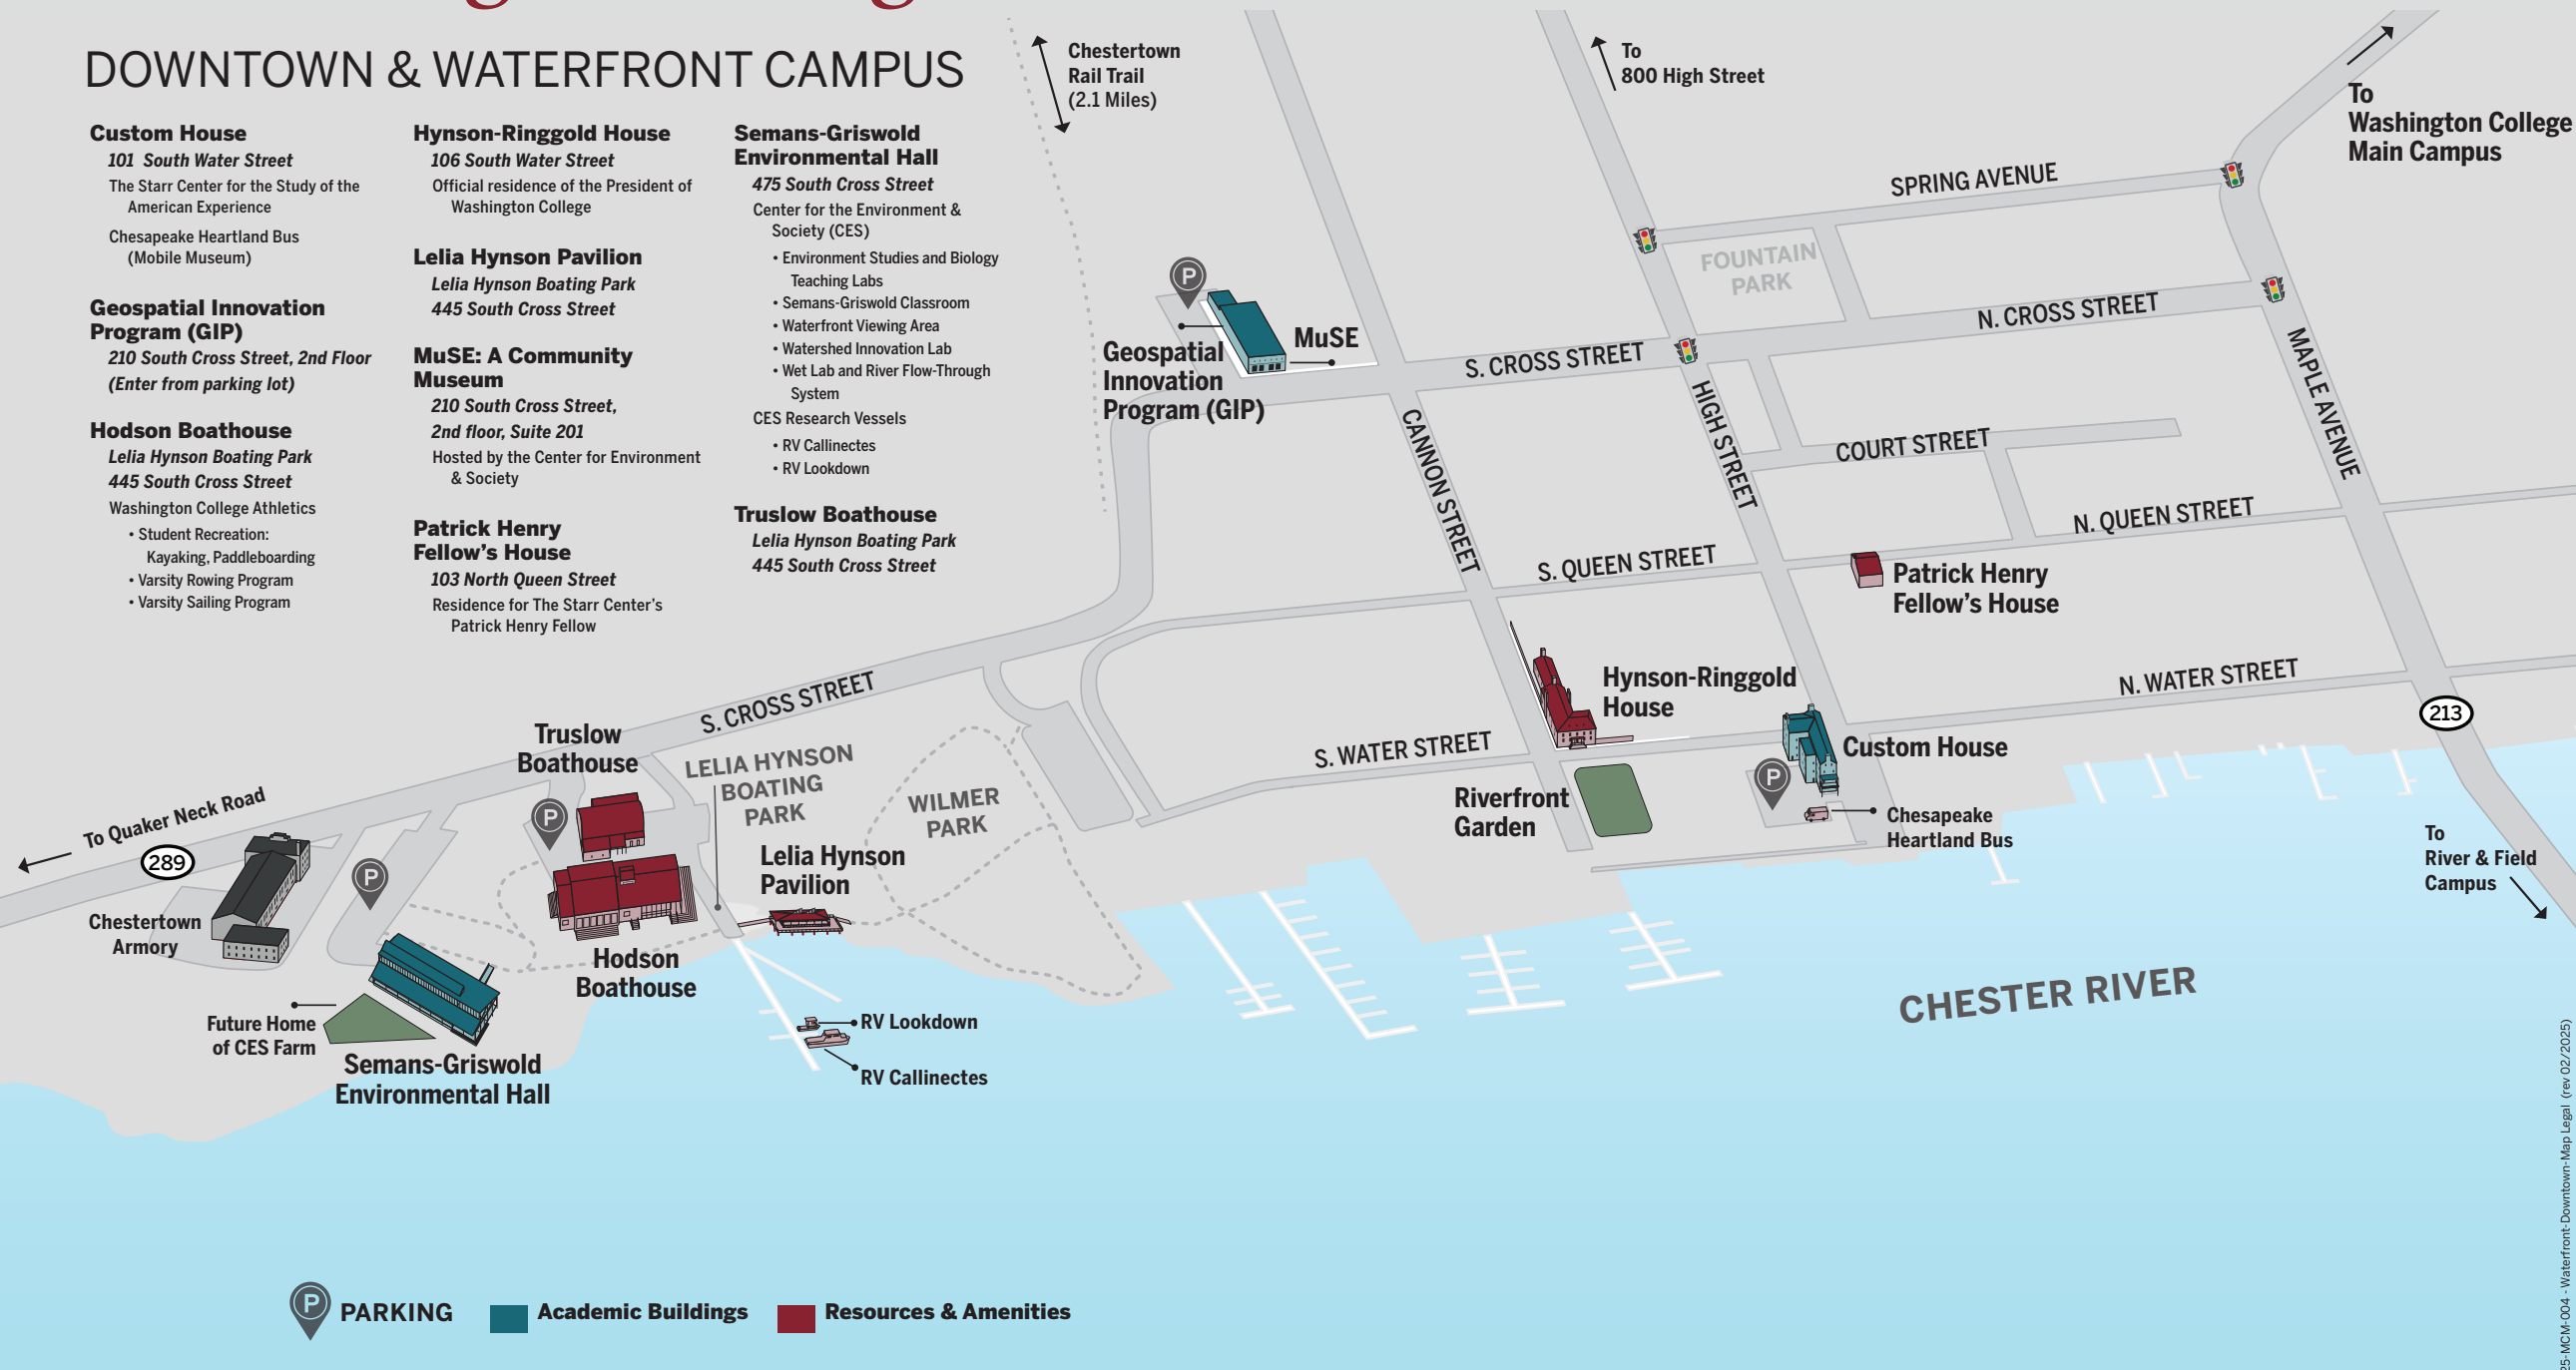 DOWNTOWN & WATERFRONT CAMPUS
Custom House
101 South Water Street
The Starr Center for the Study of the
American Experience
Chesapeake Heartland Bus
(Mobile Museum)
Geospatial Innovation
Program (GIP)
210 South Cross Street, 2nd Floor
(Enter from parking lot)
Hodson Boathouse
Lelia Hynson Boating Park
445 South Cross Street
Washington College Athletics
• Student Recreation:
Kayaking, Paddleboarding
• Varsity Rowing Program
• Varsity Sailing Program
Hynson-Ringgold House
106 South Water Street
Official residence of the President of
Washington College
Lelia Hynson Pavilion
Lelia Hynson Boating Park
445 South Cross Street
MuSE: A Community
Museum
210 South Cross Street,
2nd floor, Suite 201
Hosted by the Center for Environment
& Society
Patrick Henry
Fellow's House
103 North Queen Street
Residence for The Starr Center's
Patrick Henry Fellow
Semans-Griswold
Environmental Hall
475 South Cross Street
Center for the Environment &
Society (CES)
• Environment Studies and Biology
Teaching Labs
• Semans-Griswold Classroom
• Waterfront Viewing Area
• Watershed Innovation Lab
• Wet Lab and River Flow-Through
System
CES Research Vessels
• RV Callinectes
• RV Lookdown
Truslow Boathouse
Lelia Hynson Boating Park
445 South Cross Street
Chestertown
Rail Trail
(2.1 Miles)
To
800 High Street
To
Washington College
Main Campus
SPRING AVENUE
FOUNTAIN
PARK
N. CROSS STREET
P
MuSE
Geospatial
Innovation
Program (GIP)
S. CROSS STREET
MAPLE AVENUE
HIGH STREET
CANNON STREET
COURT STREET
N. QUEEN STREET
S. QUEEN STREET
Patrick Henry
Fellow's House
Hynson-Ringgold
House
N. WATER STREET
213
S. CROSS STREET
S. WATER STREET
Custom House
P
Riverfront
Garden
Chesapeake
Heartland Bus
To
River & Field
Campus
Truslow
Boathouse
LELIA HYNSON
BOATING
PARK
WILMER
PARK
To Quaker Neck Road
289
P
P
Lelia Hynson
Pavilion
Chestertown
Armory
Hodson
Boathouse
Future Home
of CES Farm
Semans-Griswold
Environmental Hall
RV Lookdown
RV Callinectes
CHESTER RIVER
P PARKING
Academic Buildings
Resources & Amenities
25-MCM-004 - Waterfront-Downtown-Map Legal (rev 02/2025)